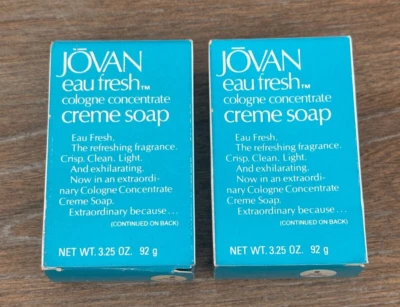 JŌVAN
eau fresh™
cologne concentrate
creme soap
Eau Fresh.
The refreshing fragrance.
Crisp. Clean. Light.
And exhilarating.
Now in an extraordi-
nary Cologne Concentrate
Creme Soap.
Extraordinary because...
(CONTINUED ON BACK)
NET WT. 3.25 OZ. 92 g
JŌVAN
eau fresh™
cologne concentrate
creme soap
Eau Fresh.
The refreshing fragrance.
Crisp. Clean. Light.
And exhilarating.
Now in an extraordi-
nary Cologne Concentrate
Creme Soap.
Extraordinary because...
(CONTINUED ON BACK)
NET WT. 3.25 OZ. 92 g